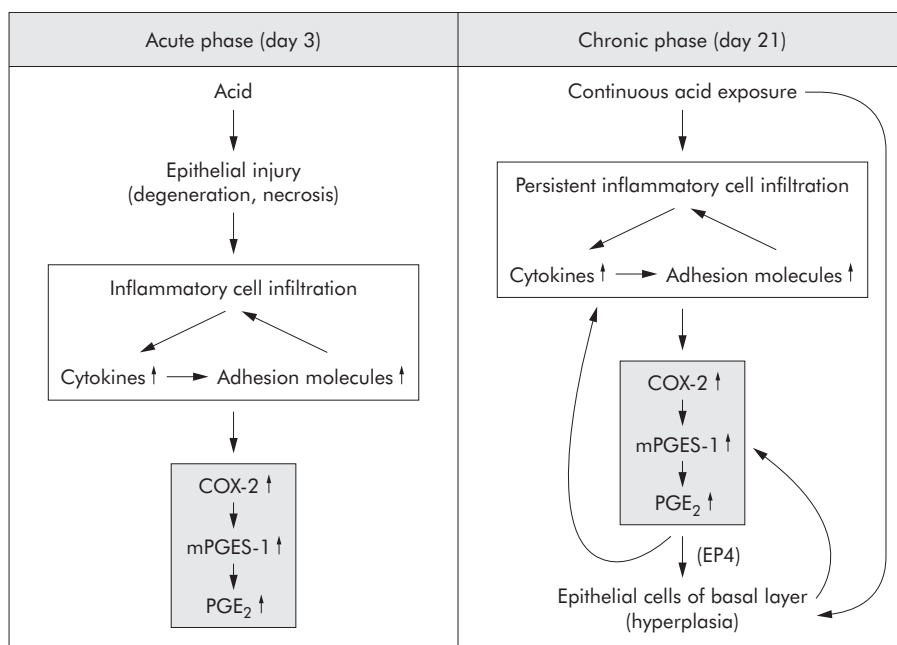 Acute phase (day 3)
Acid
Epithelial injury
(degeneration, necrosis)
Inflammatory cell infiltration
Cytokines ↑ → Adhesion molecules ↑
COX-2 ↑
mPGES-1 ↑
PGE₂ ↑
Chronic phase (day 21)
Continuous acid exposure
Persistent inflammatory cell infiltration
Cytokines ↑ → Adhesion molecules ↑
COX-2 ↑
mPGES-1 ↑
PGE₂ ↑
(EP4)
Epithelial cells of basal layer
(hyperplasia)